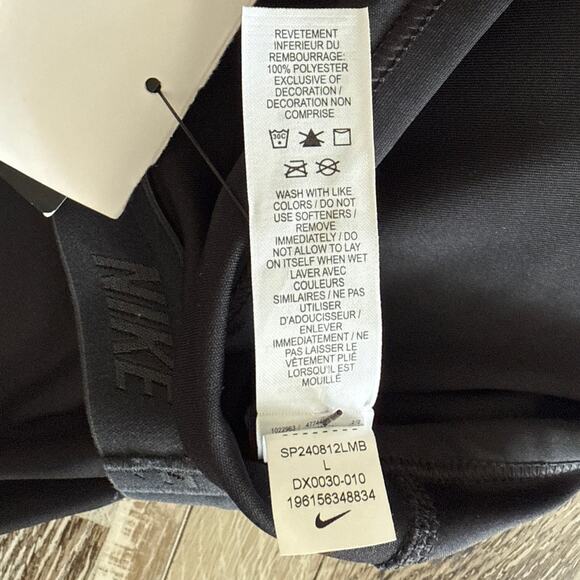 REVETEMENT
INFERIEUR DU
REMBOURRAGE:
100% POLYESTER
EXCLUSIVE OF
DECORATION /
DECORATION NON
COMPRISE
30C
WASH WITH LIKE
COLORS / DO NOT
USE SOFTENERS /
REMOVE
IMMEDIATELY / DO
NOT ALLOW TO LAY
ON ITSELF WHEN WET
LAVER AVEC
COULEURS
SIMILAIRES / NE PAS
UTILISER
D'ADOUCISSEUR /
ENLEVER
IMMEDIATEMENT / NE
PAS LAISSER LE
VÊTEMENT PLIÉ
LORSQU'IL EST
MOUILLÉ
1022963 /
SP240812LMB
L
DX0030-010
196156348834
NIKE